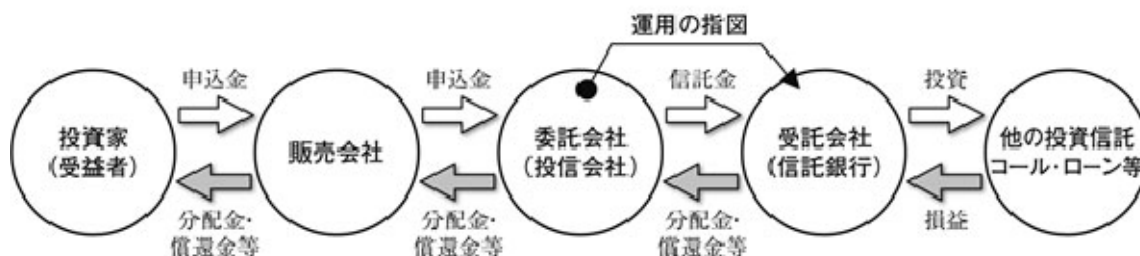 運用の指図
申込金
申込金
信託金
投資
投資家
(受益者)
販売会社
委託会社
(投信会社)
受託会社
(信託銀行)
他の投資信託
コール・ローン等
分配金・
償還金等
分配金・
償還金等
分配金・
償還金等
損益